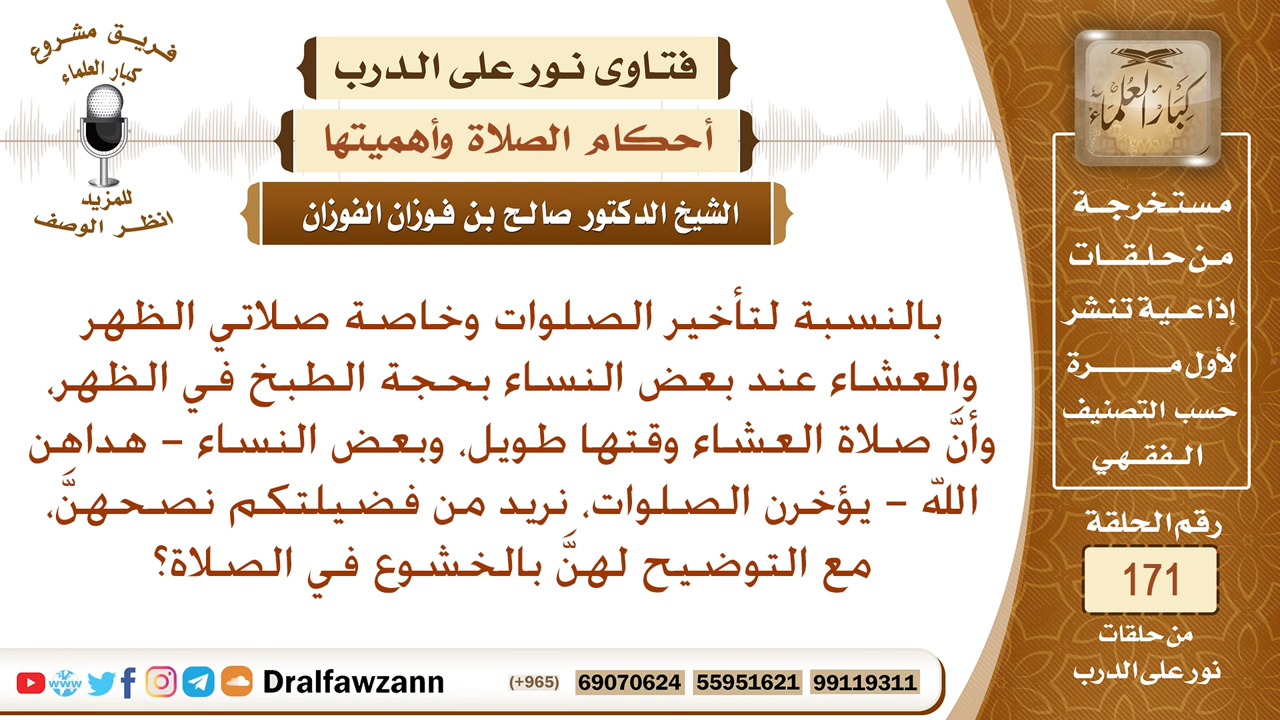 فريق مشروع
كبار العلماء
للمزيد
انظر الوصف
فتاوى نور على الدرب
أحكام الصلاة وأهميتها
الشيخ الدكتور صالح بن فوزان الفوزان
بالنسبة لتأخير الصلوات وخاصة صلاتي الظهر
والعشاء عند بعض النساء بحجة الطبخ في الظهر،
وأنَّ صلاة العشاء وقتها طويل، وبعض النساء – هداهن
الله – يؤخرن الصلوات، نريد من فضيلتكم نصحهنَّ،
مع التوضيح لهنَّ بالخشوع في الصلاة؟
كبار العلماء
مستخرجة
من حلقات
إذاعية تنشر
لأول مرة
حسب التصنيف
الفقهي
رقم الحلقة
171
من حلقات
نور على الدرب
www Dralfawzann (+965) 69070624 55951621 99119311